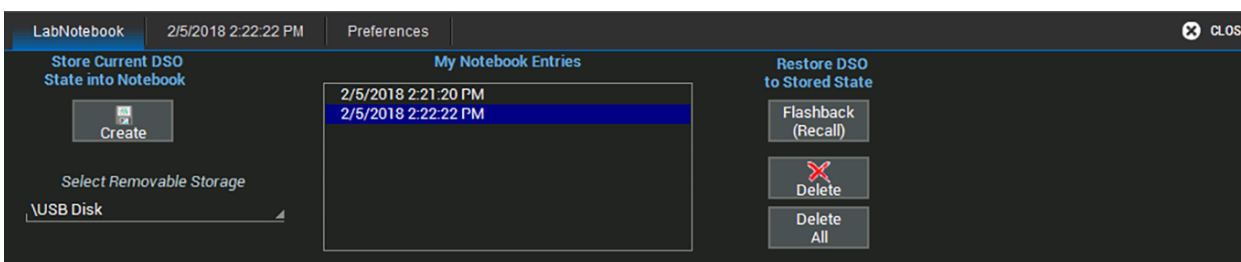 LabNotebook
2/5/2018 2:22:22 PM
Preferences
CLOS
Store Current DSO
State into Notebook
Create
Select Removable Storage
\USB Disk
My Notebook Entries
2/5/2018 2:21:20 PM
2/5/2018 2:22:22 PM
Restore DSO
to Stored State
Flashback
(Recall)
Delete
Delete
All